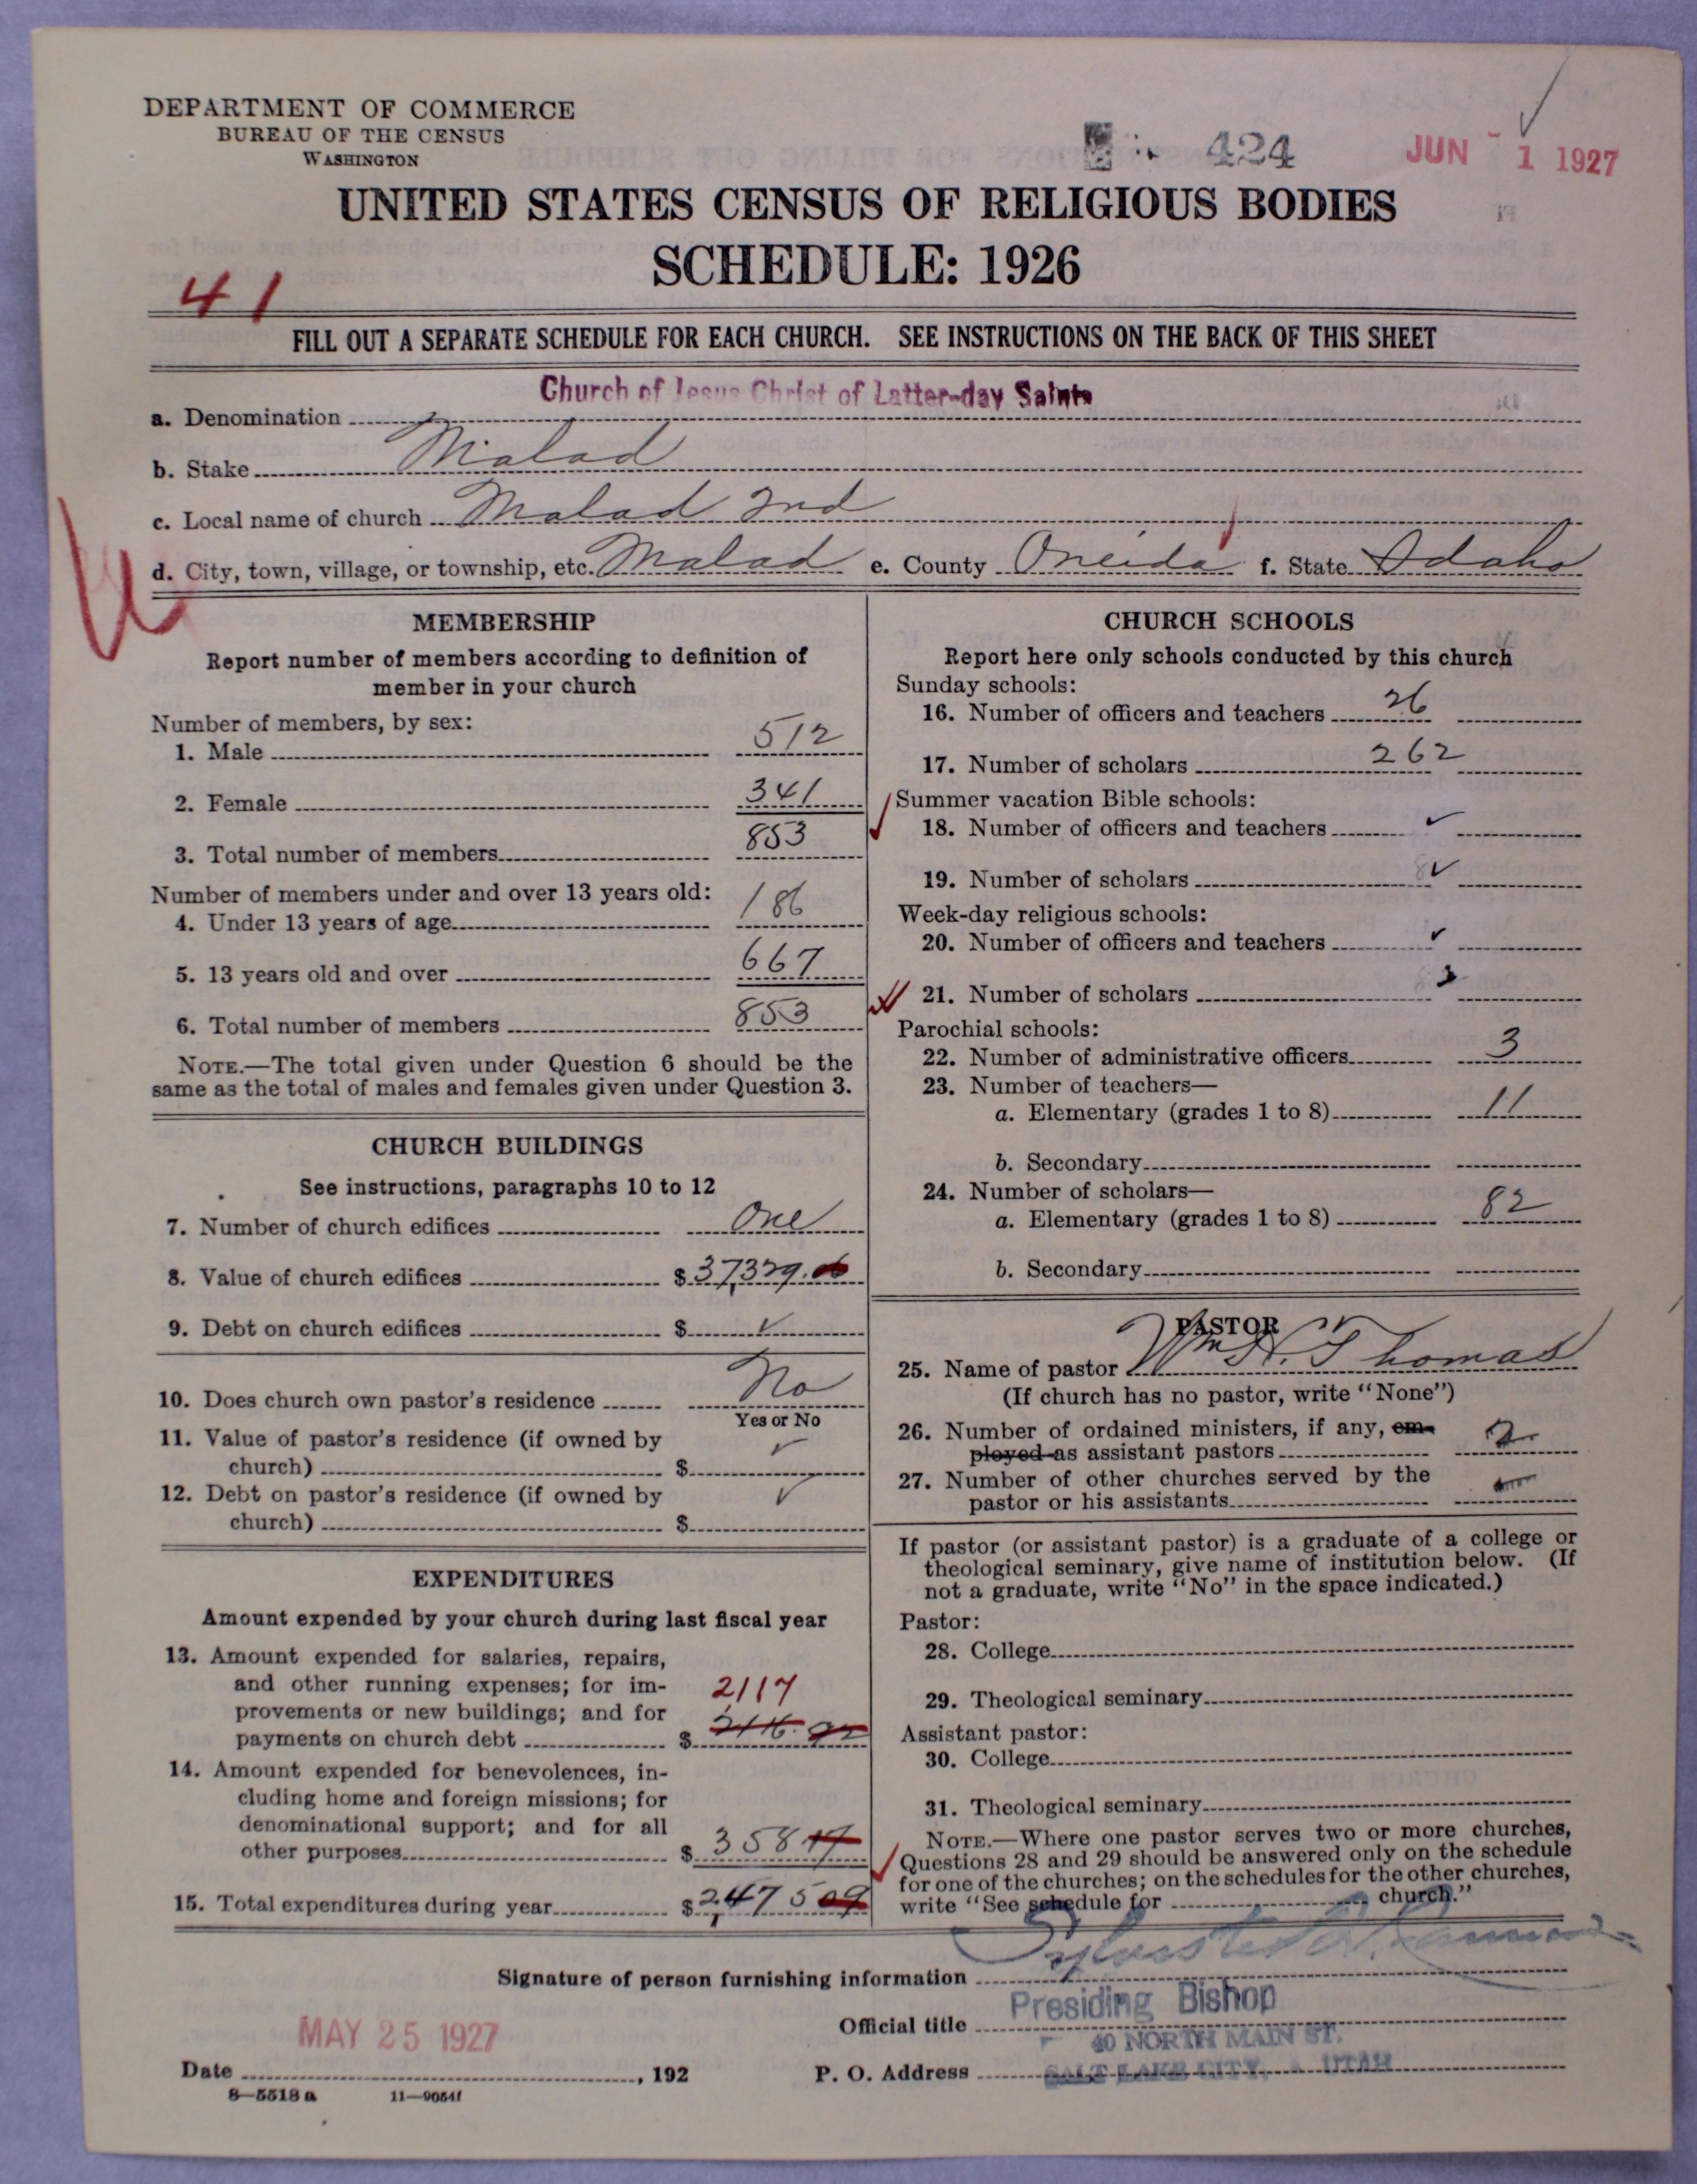 DEPARTMENT OF COMMERCE
BUREAU OF THE CENSUS
WASHINGTON
424
JUN 1 1927
UNITED STATES CENSUS OF RELIGIOUS BODIES
SCHEDULE: 1926
41
FILL OUT A SEPARATE SCHEDULE FOR EACH CHURCH. SEE INSTRUCTIONS ON THE BACK OF THIS SHEET
a. Denomination Church of Jesus Christ of Latter-day Saints
b. Stake Malad
c. Local name of church Malad 2nd
d. City, town, village, or township, etc. Malad e. County Oneida f. State Idaho
MEMBERSHIP
Report number of members according to definition of
member in your church
Number of members, by sex:
1. Male 512
2. Female 341
3. Total number of members 853
Number of members under and over 13 years old:
4. Under 13 years of age 186
5. 13 years old and over 667
6. Total number of members 853
NOTE.—The total given under Question 6 should be the
same as the total of males and females given under Question 3.
CHURCH BUILDINGS
See instructions, paragraphs 10 to 12
7. Number of church edifices One
8. Value of church edifices $ 37,329.
9. Debt on church edifices $ ✓
10. Does church own pastor's residence No
Yes or No
11. Value of pastor's residence (if owned by
church) $ ✓
12. Debt on pastor's residence (if owned by
church) $ ✓
EXPENDITURES
Amount expended by your church during last fiscal year
13. Amount expended for salaries, repairs,
and other running expenses; for im-
provements or new buildings; and for
payments on church debt $ 2117 2116.92
14. Amount expended for benevolences, in-
cluding home and foreign missions; for
denominational support; and for all
other purposes $ 358 17
15. Total expenditures during year $ 2,475 09
CHURCH SCHOOLS
Report here only schools conducted by this church
Sunday schools:
16. Number of officers and teachers 26
17. Number of scholars 262
Summer vacation Bible schools:
18. Number of officers and teachers ✓
19. Number of scholars ✓
Week-day religious schools:
20. Number of officers and teachers ✓
21. Number of scholars
Parochial schools:
22. Number of administrative officers 3
23. Number of teachers—
a. Elementary (grades 1 to 8) 11
b. Secondary
24. Number of scholars—
a. Elementary (grades 1 to 8) 82
b. Secondary
PASTOR
25. Name of pastor Wm H. Thomas
(If church has no pastor, write "None")
26. Number of ordained ministers, if any, em-
ployed as assistant pastors 2
27. Number of other churches served by the
pastor or his assistants
If pastor (or assistant pastor) is a graduate of a college or
theological seminary, give name of institution below. (If
not a graduate, write "No" in the space indicated.)
Pastor:
28. College
29. Theological seminary
Assistant pastor:
30. College
31. Theological seminary
NOTE.—Where one pastor serves two or more churches,
Questions 28 and 29 should be answered only on the schedule
for one of the churches; on the schedules for the other churches,
write "See schedule for church."
Signature of person furnishing information
Official title Presiding Bishop
MAY 25 1927
40 NORTH MAIN ST.
Date , 192 P. O. Address SALT LAKE CITY, UTAH
8—5518 a 11—9054f